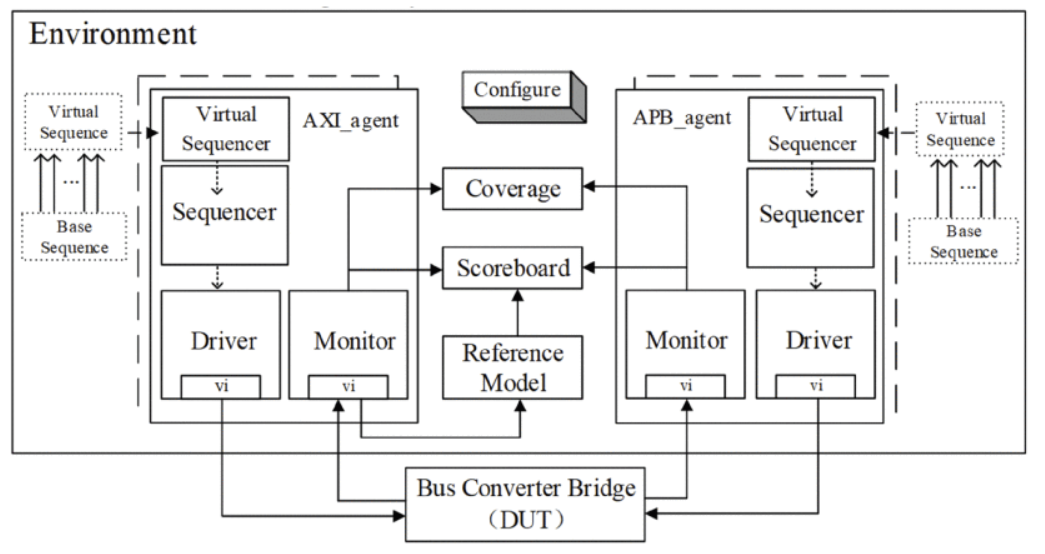 Environment
Configure
Virtual
Sequence
...
Base
Sequence
Virtual
Sequencer
AXI_agent
Sequencer
Driver
vi
Monitor
vi
Coverage
Scoreboard
Reference
Model
APB_agent
Virtual
Sequencer
Sequencer
Monitor
vi
Driver
vi
Virtual
Sequence
...
Base
Sequence
Bus Converter Bridge
（DUT）